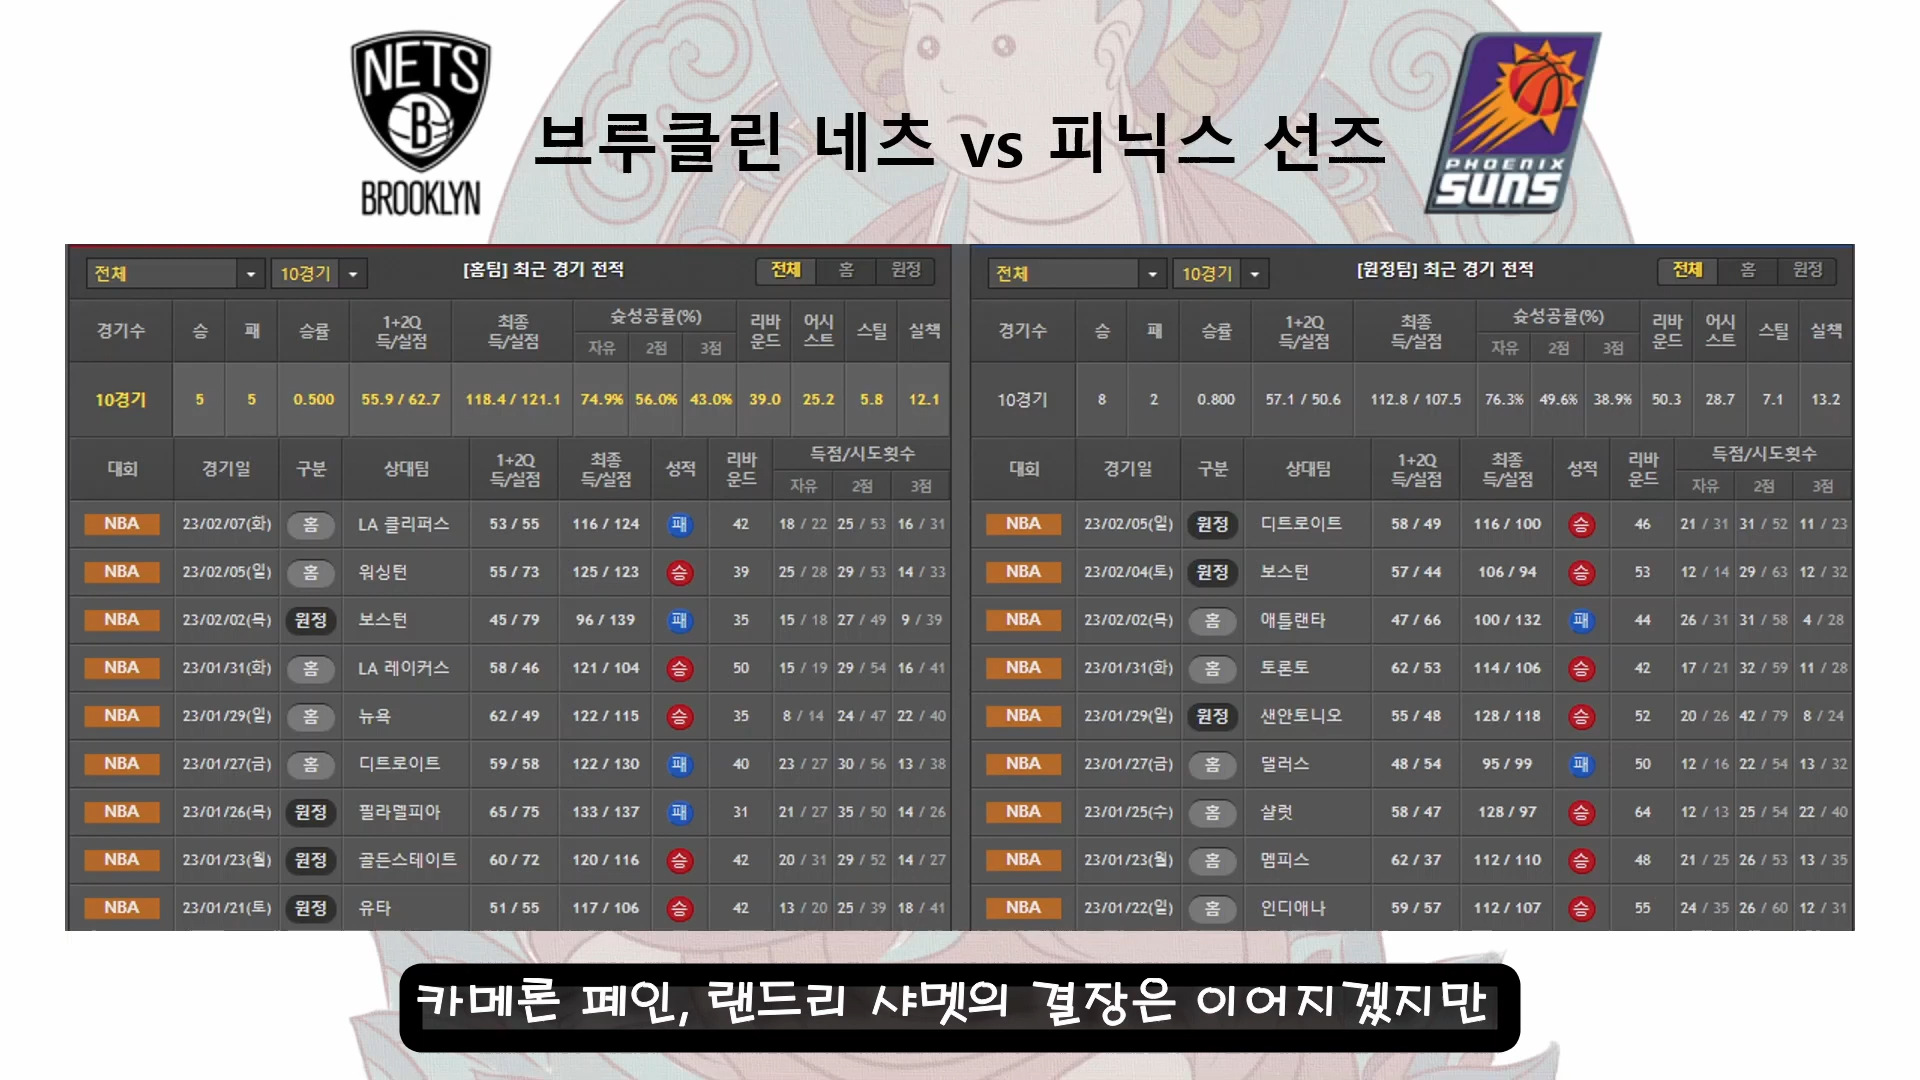 NETS
B
BROOKLYN
브루클린 네츠 vs 피닉스 선즈
PHOENIX
SUNS
전체 10경기 [홈팀] 최근 경기 전적 전체 홈 원정
경기수 승 패 승률 1+2Q 득/실점 최종 득/실점 슛성공률(%) 자유 2점 3점 리바운드 어시스트 스틸 실책
10경기 5 5 0.500 55.9 / 62.7 118.4 / 121.1 74.9% 56.0% 43.0% 39.0 25.2 5.8 12.1
대회 경기일 구분 상대팀 1+2Q 득/실점 최종 득/실점 성적 리바운드 득점/시도횟수 자유 2점 3점
NBA 23/02/07(화) 홈 LA 클리퍼스 53 / 55 116 / 124 패 42 18 / 22 25 / 53 16 / 31
NBA 23/02/05(일) 홈 워싱턴 55 / 73 125 / 123 승 39 25 / 28 29 / 53 14 / 33
NBA 23/02/02(목) 원정 보스턴 45 / 79 96 / 139 패 35 15 / 18 27 / 49 9 / 39
NBA 23/01/31(화) 홈 LA 레이커스 58 / 46 121 / 104 승 50 15 / 19 29 / 54 16 / 41
NBA 23/01/29(일) 홈 뉴욕 62 / 49 122 / 115 승 35 8 / 14 24 / 47 22 / 40
NBA 23/01/27(금) 홈 디트로이트 59 / 58 122 / 130 패 40 23 / 27 30 / 56 13 / 38
NBA 23/01/26(목) 원정 필라델피아 65 / 75 133 / 137 패 31 21 / 27 35 / 50 14 / 26
NBA 23/01/23(월) 원정 골든스테이트 60 / 72 120 / 116 승 42 20 / 31 29 / 52 14 / 27
NBA 23/01/21(토) 원정 유타 51 / 55 117 / 106 승 42 13 / 20 25 / 39 18 / 41
전체 10경기 [원정팀] 최근 경기 전적 전체 홈 원정
경기수 승 패 승률 1+2Q 득/실점 최종 득/실점 슛성공률(%) 자유 2점 3점 리바운드 어시스트 스틸 실책
10경기 8 2 0.800 57.1 / 50.6 112.8 / 107.5 76.3% 49.6% 38.9% 50.3 28.7 7.1 13.2
대회 경기일 구분 상대팀 1+2Q 득/실점 최종 득/실점 성적 리바운드 득점/시도횟수 자유 2점 3점
NBA 23/02/05(일) 원정 디트로이트 58 / 49 116 / 100 승 46 21 / 31 31 / 52 11 / 23
NBA 23/02/04(토) 원정 보스턴 57 / 44 106 / 94 승 53 12 / 14 29 / 63 12 / 32
NBA 23/02/02(목) 홈 애틀랜타 47 / 66 100 / 132 패 44 26 / 31 31 / 58 4 / 28
NBA 23/01/31(화) 홈 토론토 62 / 53 114 / 106 승 42 17 / 21 32 / 59 11 / 28
NBA 23/01/29(일) 원정 샌안토니오 55 / 48 128 / 118 승 52 20 / 26 42 / 79 8 / 24
NBA 23/01/27(금) 홈 댈러스 48 / 54 95 / 99 패 50 12 / 16 22 / 54 13 / 32
NBA 23/01/25(수) 홈 샬럿 58 / 47 128 / 97 승 64 12 / 13 25 / 54 22 / 40
NBA 23/01/23(월) 홈 멤피스 62 / 37 112 / 110 승 48 21 / 25 26 / 53 13 / 35
NBA 23/01/22(일) 홈 인디애나 59 / 57 112 / 107 승 55 24 / 35 26 / 60 12 / 31
카메론 페인, 랜드리 샤멧의 결장은 이어지겠지만